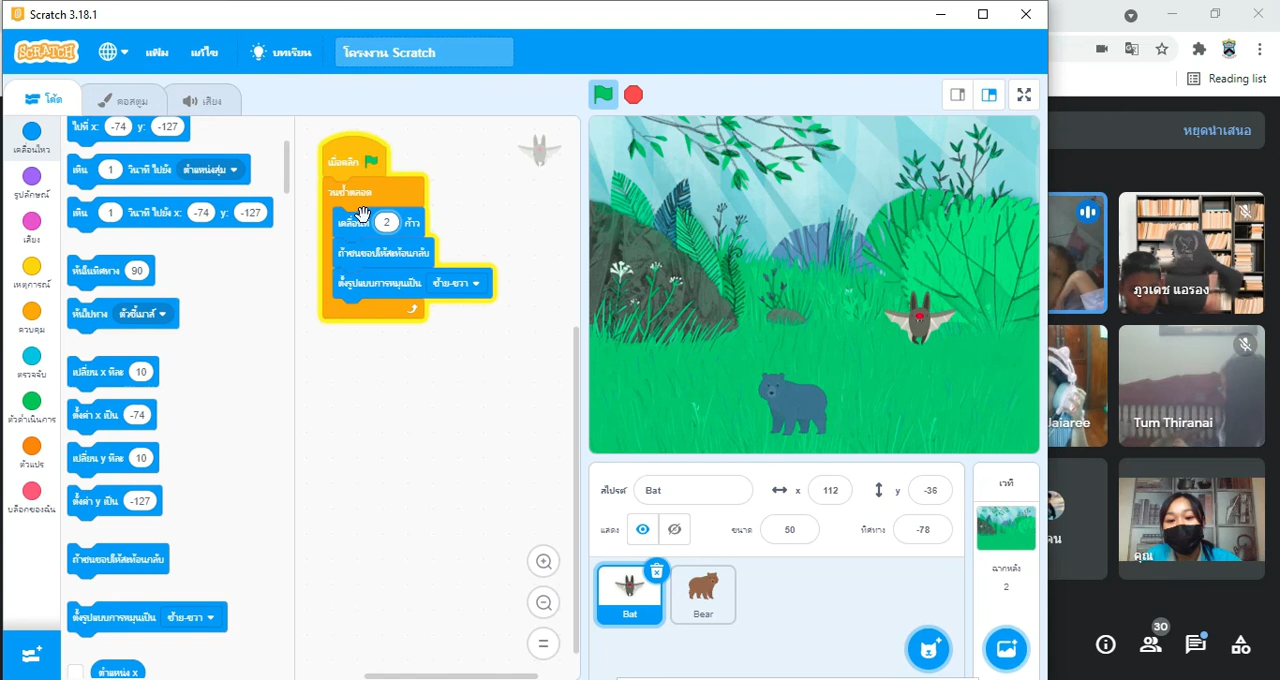 Scratch 3.18.1
SCRATCH
แฟ้ม
แก้ไข
บทเรียน
โครงงาน Scratch
โค้ด
คอสตูม
เสียง
Reading list
หยุดนำเสนอ
เคลื่อนไหว
รูปลักษณ์
เสียง
เหตุการณ์
ควบคุม
ตรวจจับ
ตัวดำเนินการ
ตัวแปร
บล็อกของฉัน
ไปที่ x: -74 y: -127
เดิน 1 วินาที ไปยัง ตำแหน่งสุ่ม
เดิน 1 วินาที ไปยัง x: -74 y: -127
หันในทิศทาง 90
หันไปทาง ตัวชี้เมาส์
เปลี่ยน x ทีละ 10
ตั้งค่า x เป็น -74
เปลี่ยน y ทีละ 10
ตั้งค่า y เป็น -127
ถ้าชนขอบให้สะท้อนกลับ
ตั้งรูปแบบการหมุนเป็น ซ้าย-ขวา
ตำแหน่ง x
เมื่อคลิก
วนซ้ำตลอด
เคลื่อนที่ 2 ก้าว
ถ้าชนขอบให้สะท้อนกลับ
ตั้งรูปแบบการหมุนเป็น ซ้าย-ขวา
สไปรต์ Bat x 112 y -36
แสดง ขนาด 50 ทิศทาง -78
Bat
Bear
เวที
ฉากหลัง
2
ภูวเดช แอรอง
Jaiaree
Tum Thiranai
คน
คุณ
30